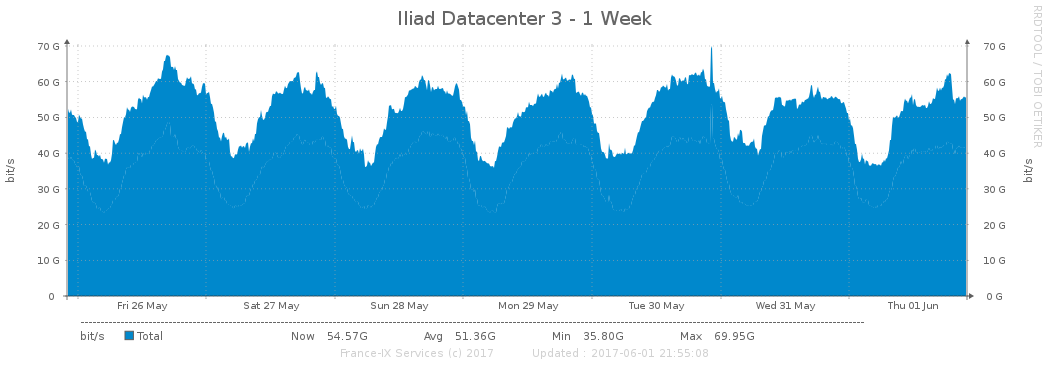 Iliad Datacenter 3 - 1 Week
RRDTOOL / TOBI OETIKER
bit/s
70 G
60 G
50 G
40 G
30 G
20 G
10 G
0
70 G
60 G
50 G
40 G
30 G
20 G
10 G
0 G
bit/s
Fri 26 May Sat 27 May Sun 28 May Mon 29 May Tue 30 May Wed 31 May Thu 01 Jun
bit/s Total Now 54.57G Avg 51.36G Min 35.80G Max 69.95G
France-IX Services (c) 2017 Updated : 2017-06-01 21:55:08